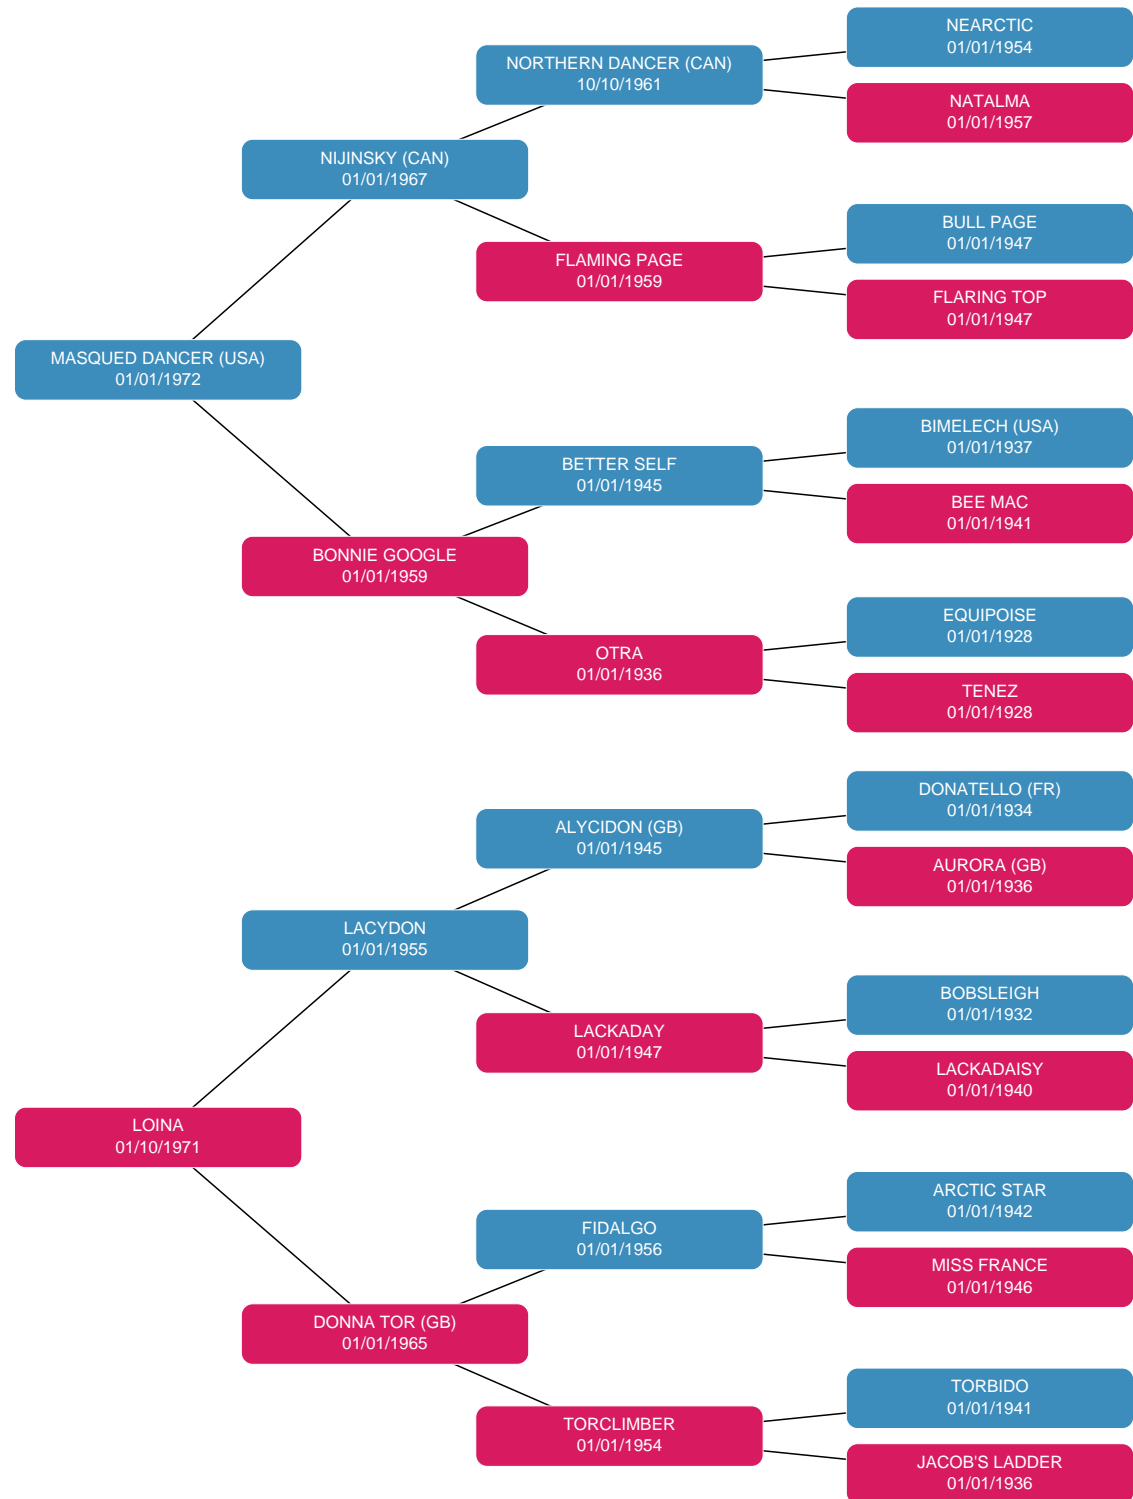 NEARCTIC
01/01/1954
NORTHERN DANCER (CAN)
10/10/1961
NATALMA
01/01/1957
NIJINSKY (CAN)
01/01/1967
BULL PAGE
01/01/1947
FLAMING PAGE
01/01/1959
FLARING TOP
01/01/1947
MASQUED DANCER (USA)
01/01/1972
BIMELECH (USA)
01/01/1937
BETTER SELF
01/01/1945
BEE MAC
01/01/1941
BONNIE GOOGLE
01/01/1959
EQUIPOISE
01/01/1928
OTRA
01/01/1936
TENEZ
01/01/1928
DONATELLO (FR)
01/01/1934
ALYCIDON (GB)
01/01/1945
AURORA (GB)
01/01/1936
LACYDON
01/01/1955
BOBSLEIGH
01/01/1932
LACKADAY
01/01/1947
LACKADAISY
01/01/1940
LOINA
01/10/1971
ARCTIC STAR
01/01/1942
FIDALGO
01/01/1956
MISS FRANCE
01/01/1946
DONNA TOR (GB)
01/01/1965
TORBIDO
01/01/1941
TORCLIMBER
01/01/1954
JACOB'S LADDER
01/01/1936